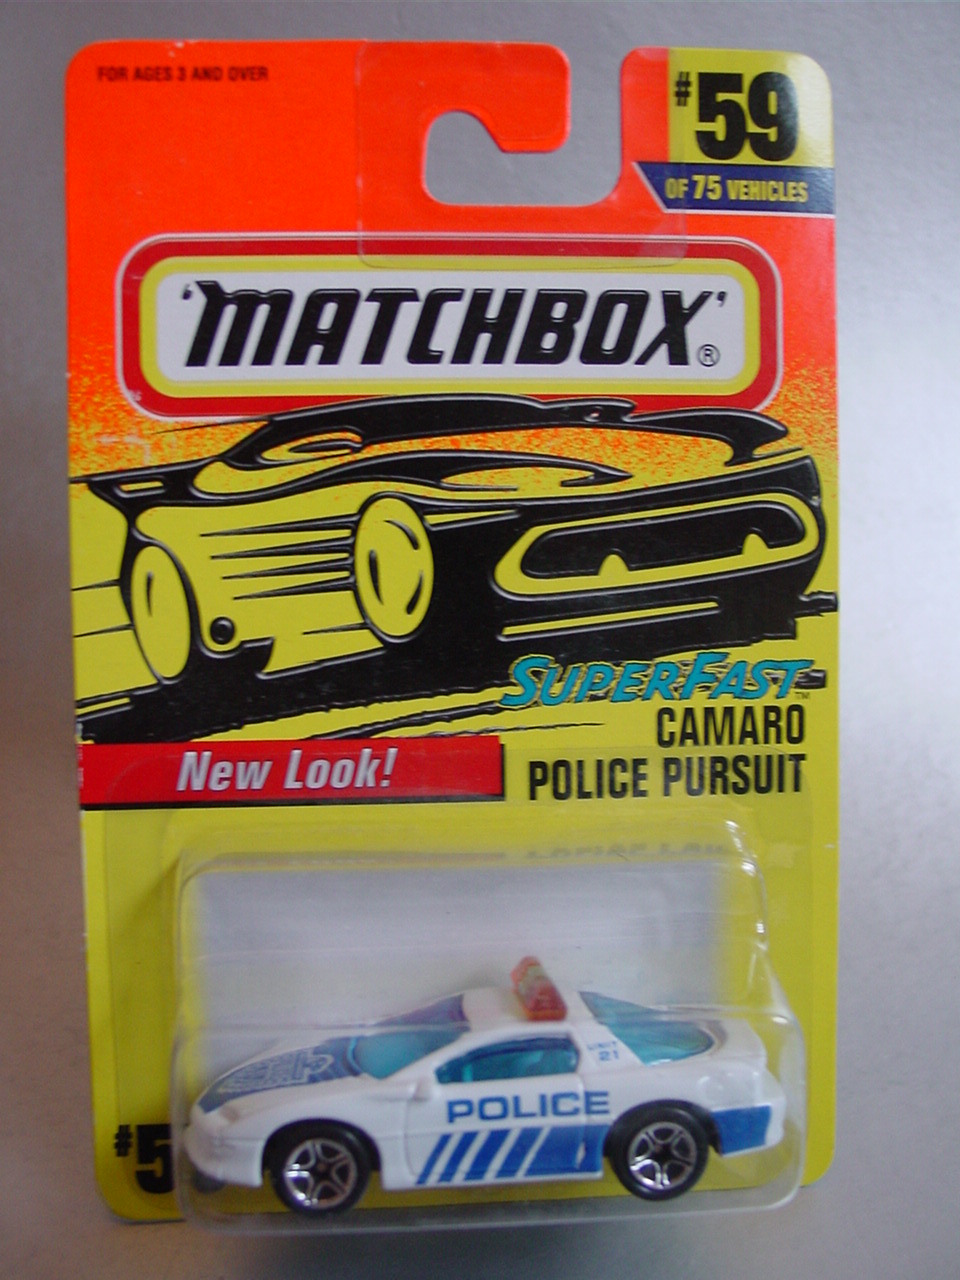 FOR AGES 3 AND OVER
#59
OF 75 VEHICLES
'MATCHBOX'®
SUPERFAST™
CAMARO
POLICE PURSUIT
New Look!
UNIT
21
POLICE
#5